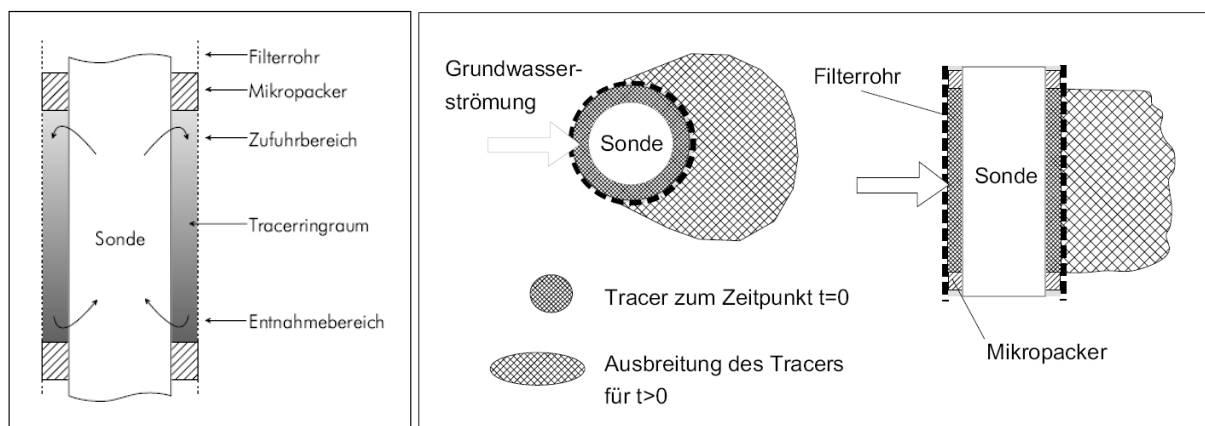 Filterrohr
Mikropacker
Zufuhrbereich
Tracerringraum
Sonde
Entnahmebereich
Grundwasser-
strömung
Sonde
Filterrohr
Sonde
Tracer zum Zeitpunkt t=0
Mikropacker
Ausbreitung des Tracers
für t>0